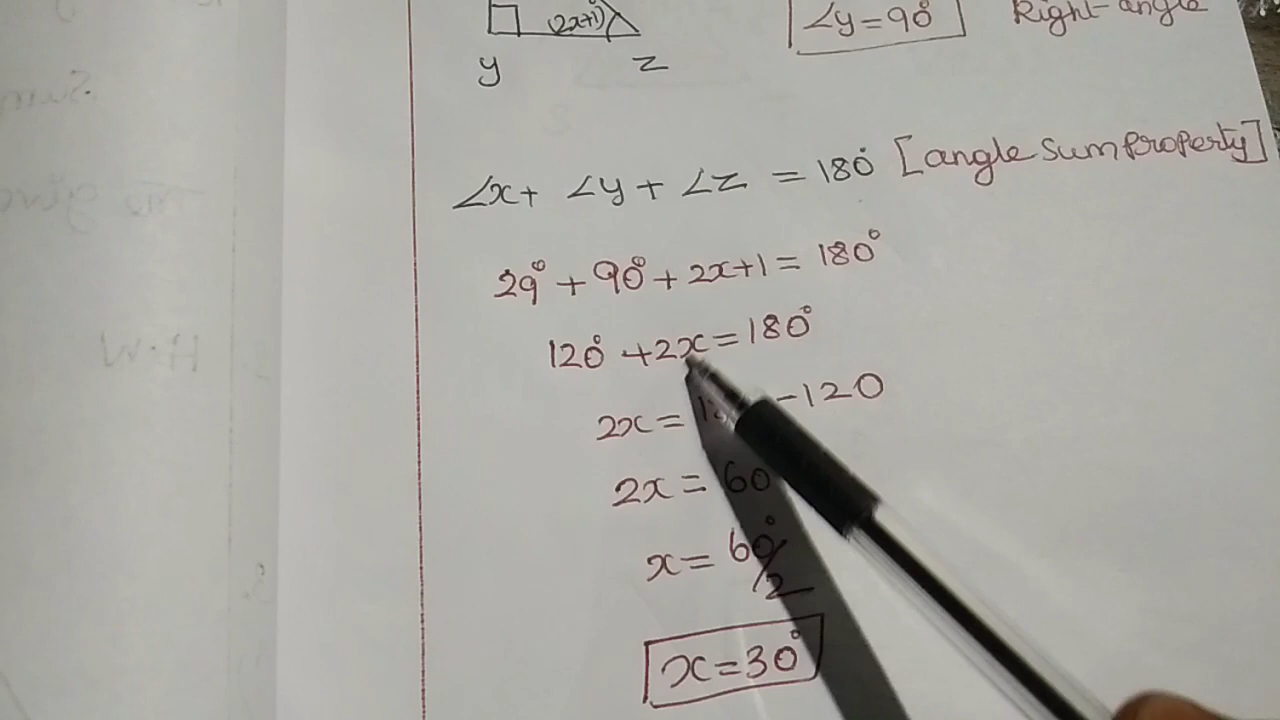 (2x+1)° ∠y=90° Right-angle
y z
∠x+ ∠y+ ∠z = 180° [angle sum property]
29° + 90° + 2x+1 = 180°
120° +2x = 180°
2x = -120
2x = 60
x = 60°/2
x=30°